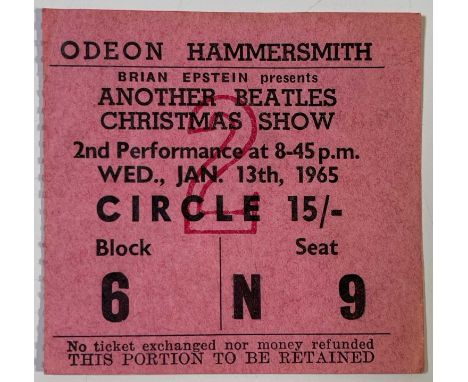 ODEON HAMMERSMITH
BRIAN EPSTEIN presents
ANOTHER BEATLES
CHRISTMAS SHOW
2
2nd Performance at 8-45 p.m.
WED., JAN. 13th, 1965
CIRCLE 15/-
Block Seat
6 N 9
No ticket exchanged nor money refunded
THIS PORTION TO BE RETAINED